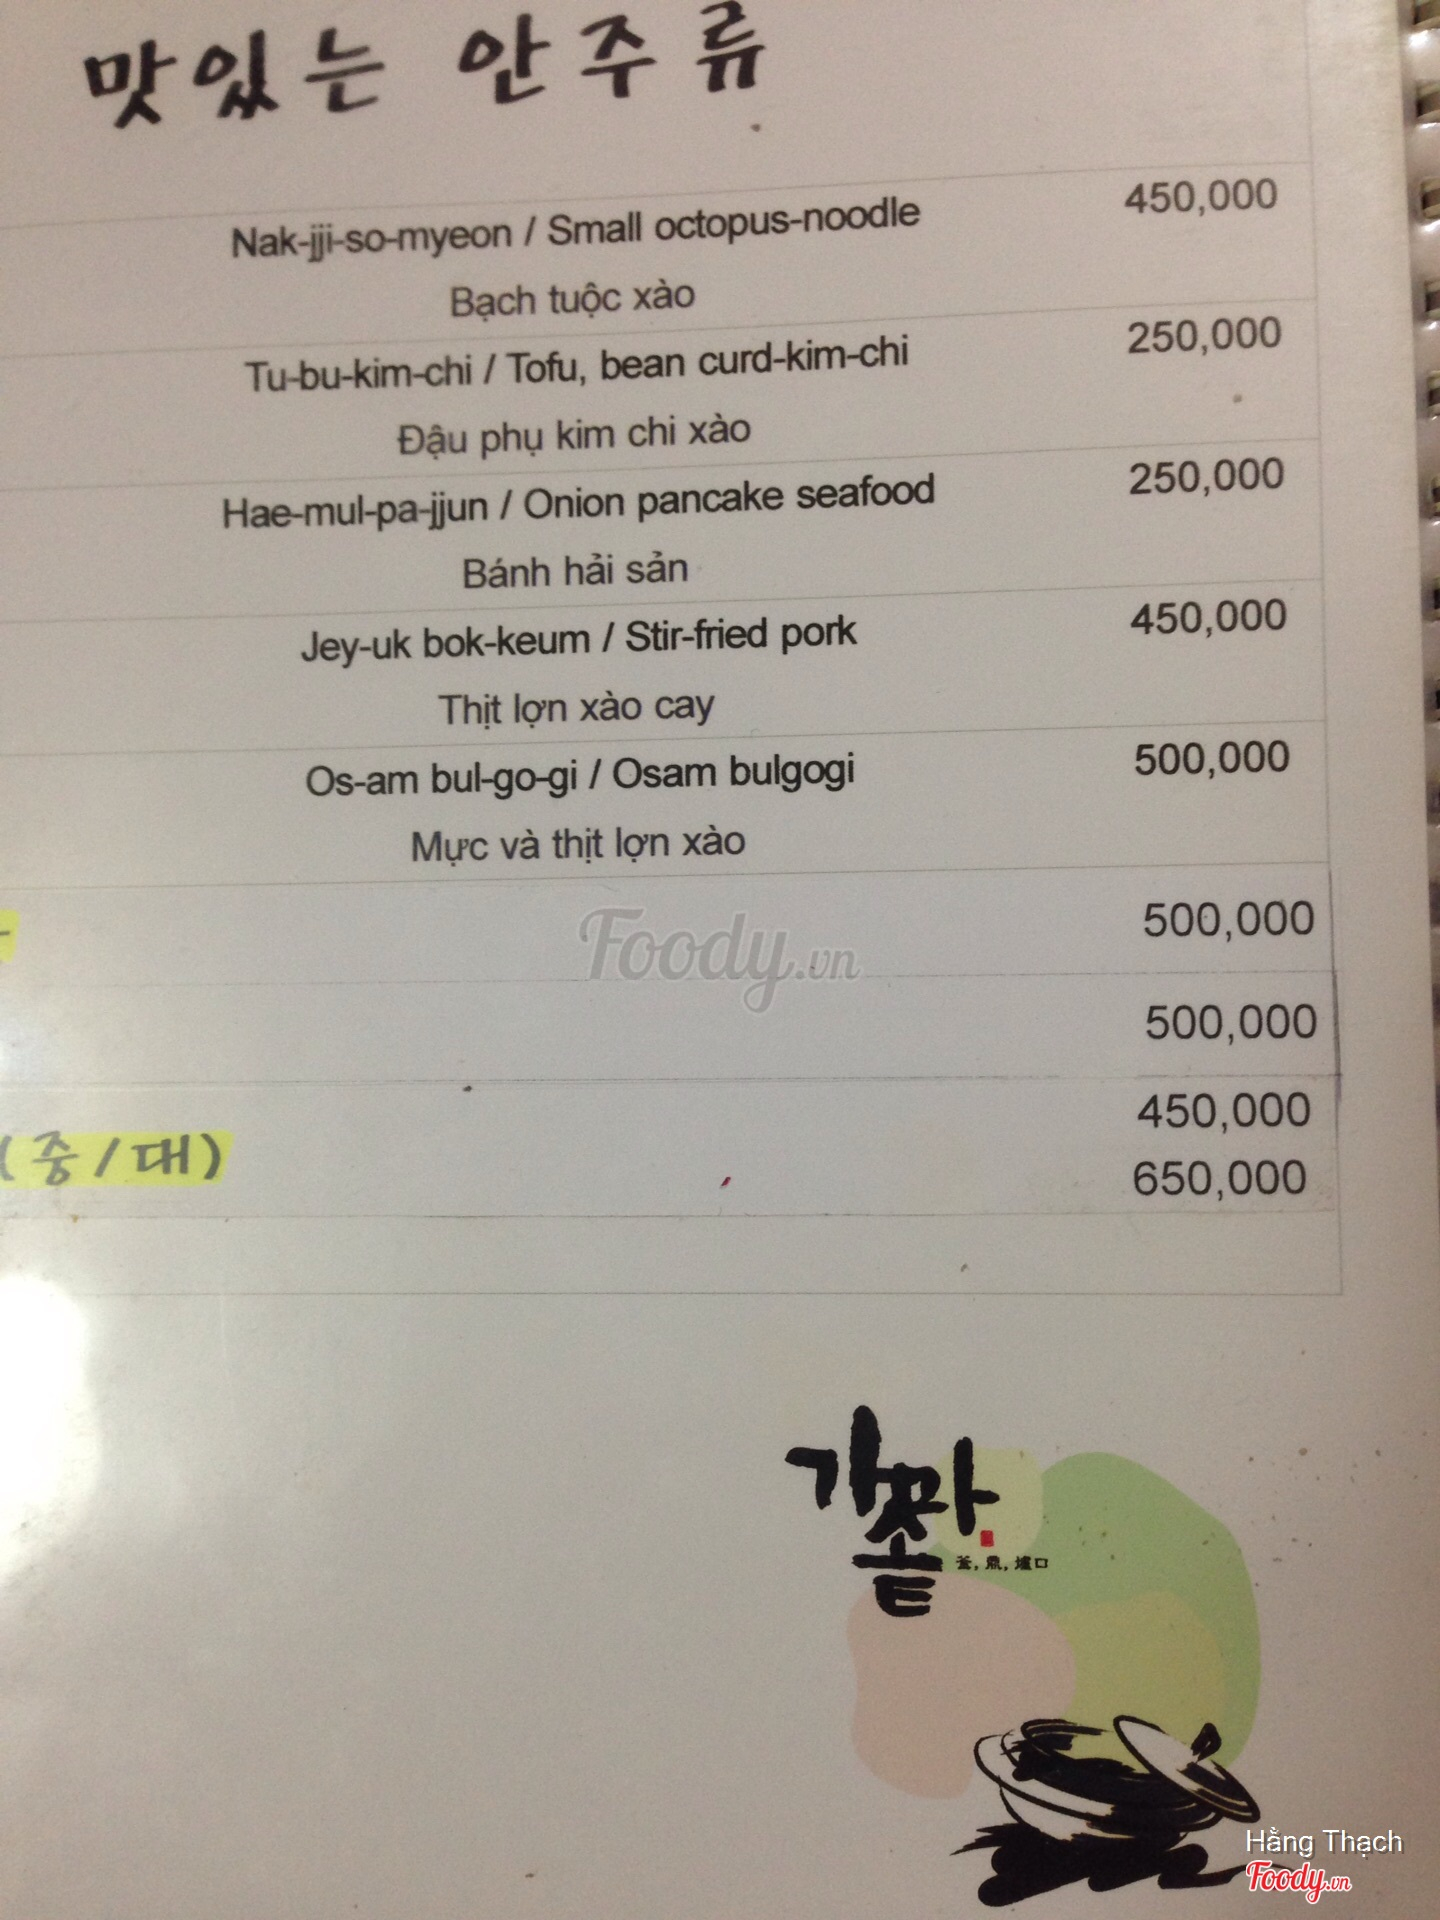 맛있는 안주류
Nak-jji-so-myeon / Small octopus-noodle 450,000
Bạch tuộc xào
Tu-bu-kim-chi / Tofu, bean curd-kim-chi 250,000
Đậu phụ kim chi xào
Hae-mul-pa-jjun / Onion pancake seafood 250,000
Bánh hải sản
Jey-uk bok-keum / Stir-fried pork 450,000
Thịt lợn xào cay
Os-am bul-go-gi / Osam bulgogi 500,000
Mực và thịt lợn xào
500,000
Foody.vn
500,000
450,000
(중/대)
650,000
가마
솥
Hằng Thạch
Foody.vn